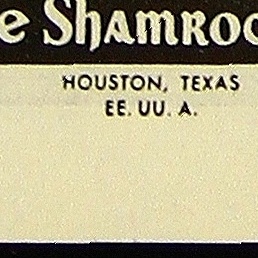 e Shamroc
HOUSTON, TEXAS
EE. UU. A.